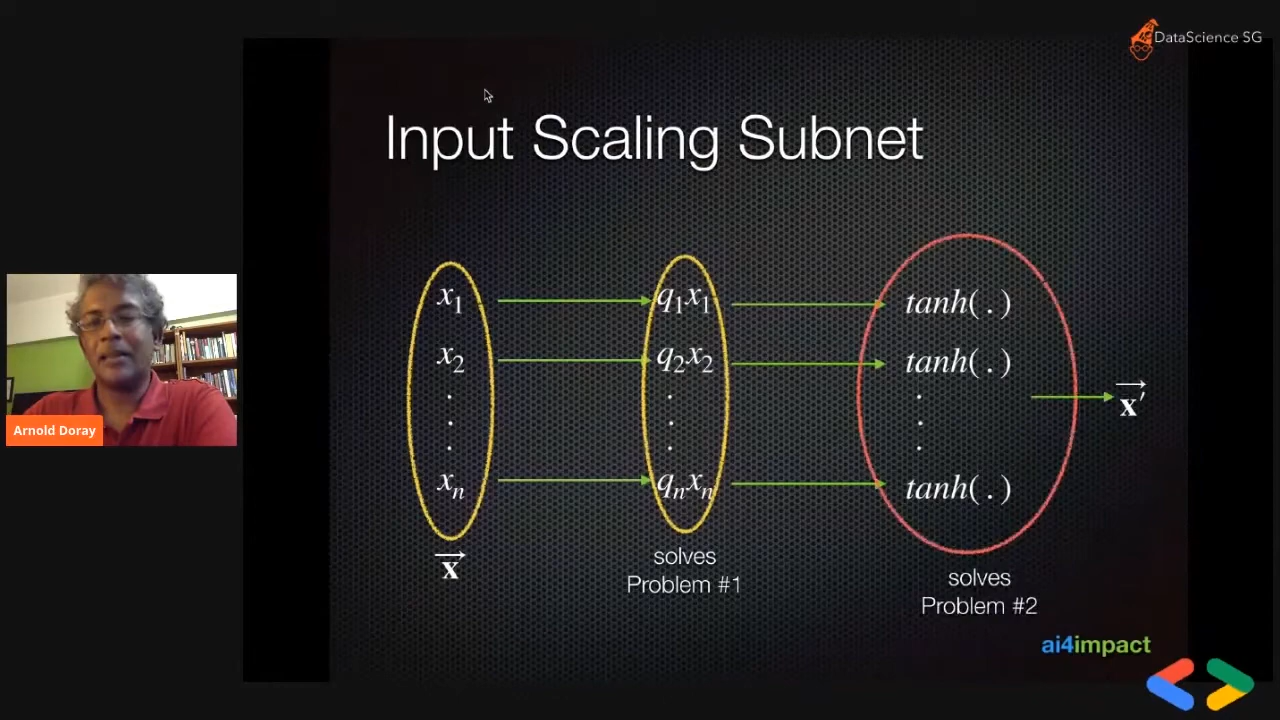 DataScience SG
Input Scaling Subnet
x₁ q₁x₁ tanh( . )
x₂ q₂x₂ tanh( . )
. . .
. . .
. . .
xₙ qₙxₙ tanh( . )
x⃗′
x⃗
solves
Problem #1
solves
Problem #2
Arnold Doray
ai4impact